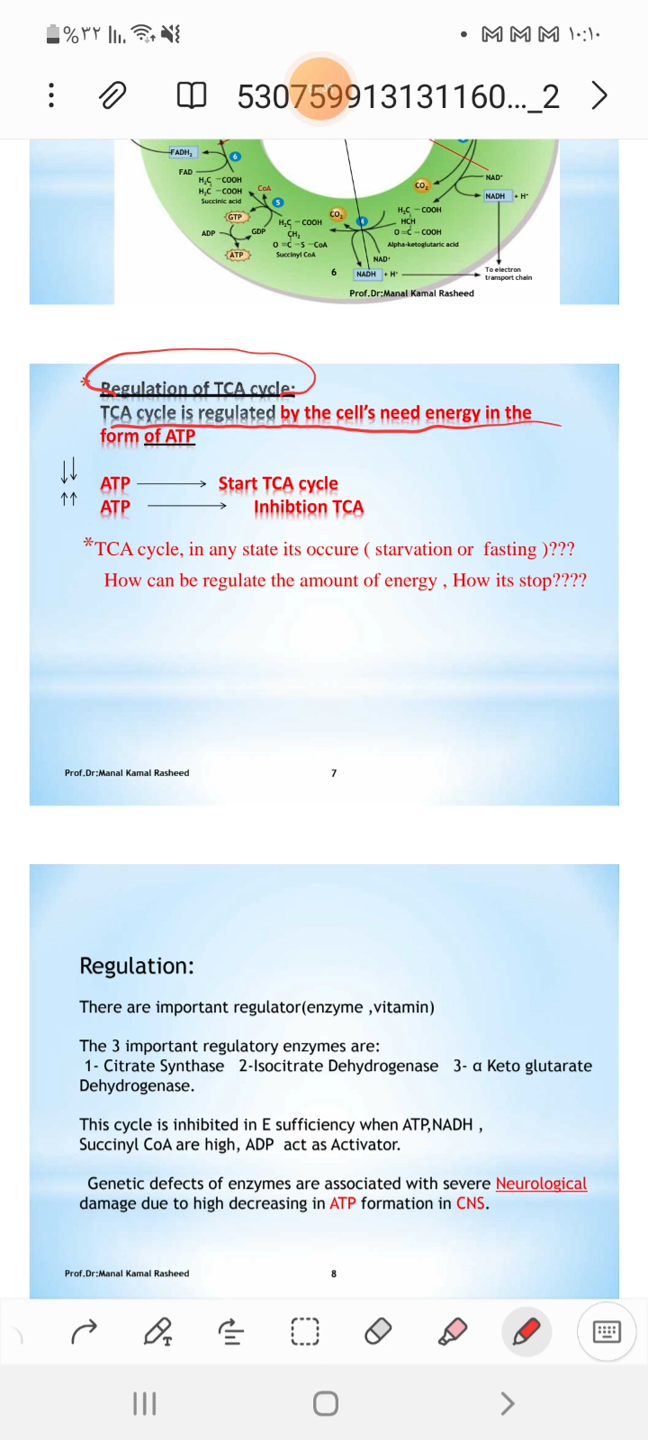 %٣٢
١٠:١٠
530759913131160..._2
FADH₂
6
FAD
H₂C –COOH
H₂C –COOH
Succinic acid
CoA
5
GTP
ADP
GDP
ATP
H₂C – COOH
CH₂
O =C –S –CoA
Succinyl CoA
CO₂
CO₂
NAD⁺
NADH + H⁺
H₂C – COOH
HCH
O =C – COOH
Alpha-ketoglutaric acid
NAD⁺
6
NADH + H⁺
To electron
transport chain
Prof.Dr:Manal Kamal Rasheed
*Regulation of TCA cycle:
TCA cycle is regulated by the cell's need energy in the
form of ATP
↓↓ ATP → Start TCA cycle
↑↑ ATP → Inhibtion TCA
*TCA cycle, in any state its occure ( starvation or fasting )???
How can be regulate the amount of energy , How its stop????
Prof.Dr:Manal Kamal Rasheed
7
Regulation:
There are important regulator(enzyme ,vitamin)
The 3 important regulatory enzymes are:
1- Citrate Synthase 2-Isocitrate Dehydrogenase 3- α Keto glutarate
Dehydrogenase.
This cycle is inhibited in E sufficiency when ATP,NADH ,
Succinyl CoA are high, ADP act as Activator.
Genetic defects of enzymes are associated with severe Neurological
damage due to high decreasing in ATP formation in CNS.
Prof.Dr:Manal Kamal Rasheed
8